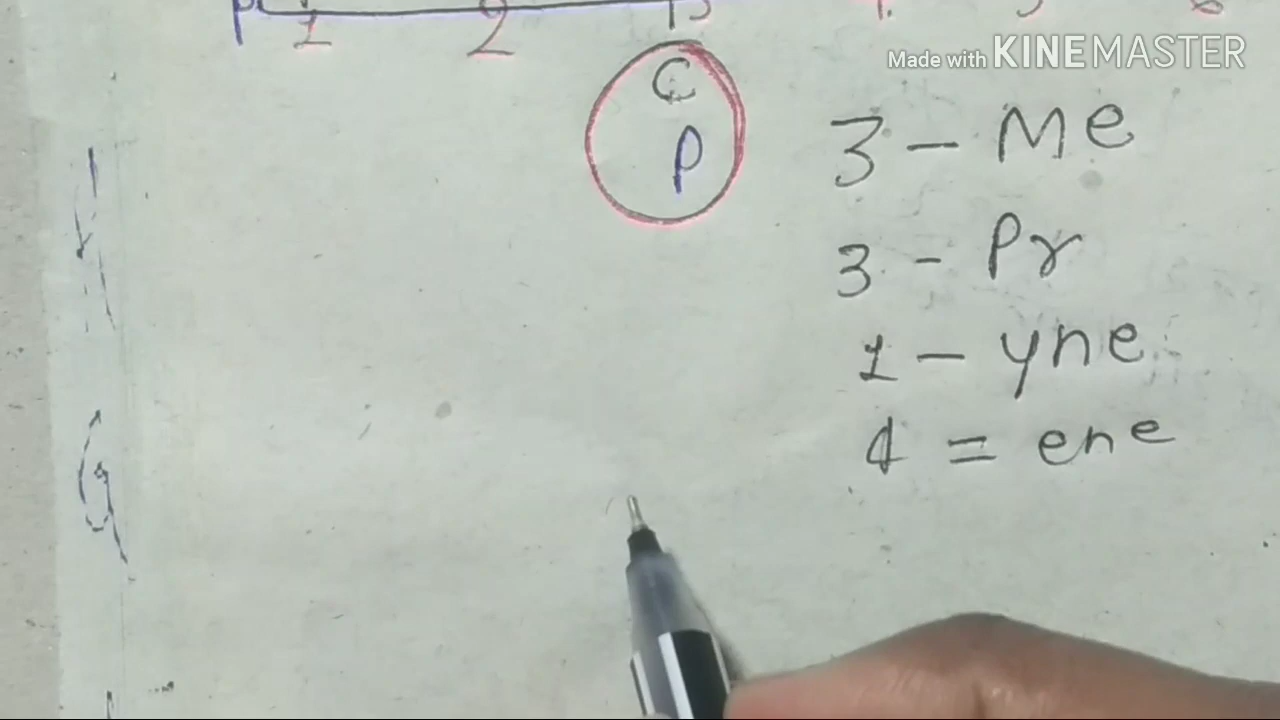 1 2 3
Made with KINEMASTER
C
P
3 - Me
3 - Pr
1 - yne
4 = ene